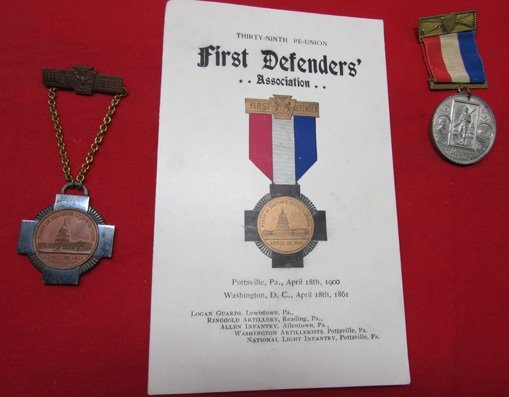 THIRTY-NINTH RE-UNION
First Defenders'
. . Association . .
FIRST DEFENDER
Pottsville, Pa., April 18th, 1900
Washington, D. C., April 18th, 1861
LOGAN GUARDS, Lewistown, Pa.,
RINGGOLD ARTILLERY, Reading, Pa.,
ALLEN INFANTRY, Allentown, Pa.,
WASHINGTON ARTILLERISTS, Pottsville, Pa.
NATIONAL LIGHT INFANTRY, Pottsville, Pa.